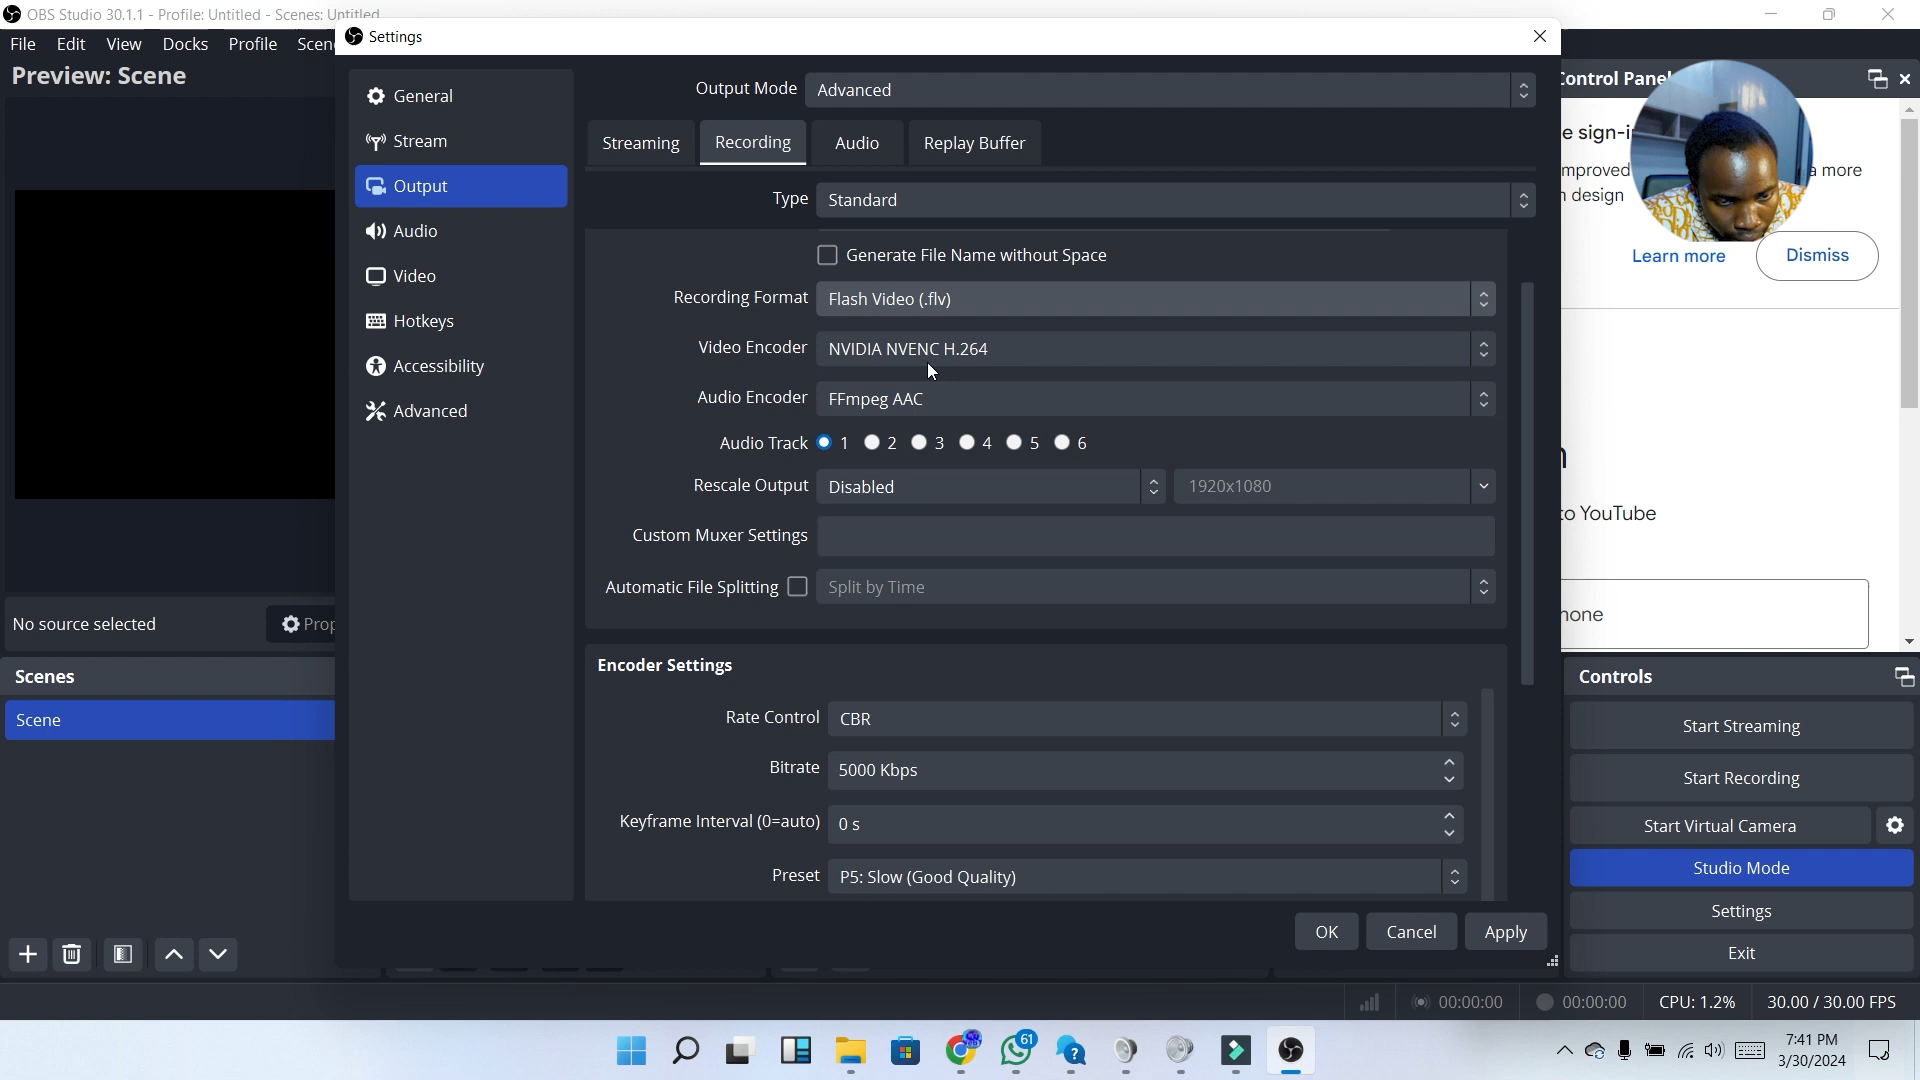 OBS Studio 30.1.1 - Profile: Untitled - Scenes: Untitled
File Edit View Docks Profile
Preview: Scene
Settings
General
Stream
Output
Audio
Video
Hotkeys
Accessibility
Advanced
Output Mode Advanced
Streaming Recording Audio Replay Buffer
Type Standard
Generate File Name without Space
Recording Format Flash Video (.flv)
Video Encoder NVIDIA NVENC H.264
Audio Encoder FFmpeg AAC
Audio Track 1 2 3 4 5 6
Rescale Output Disabled 1920x1080
Custom Muxer Settings
Automatic File Splitting Split by Time
Encoder Settings
Rate Control CBR
Bitrate 5000 Kbps
Keyframe Interval (0=auto) 0 s
Preset P5: Slow (Good Quality)
OK Cancel Apply
more
design
Learn more Dismiss
to YouTube
No source selected
Scenes
Scene
Controls
Start Streaming
Start Recording
Start Virtual Camera
Studio Mode
Settings
Exit
00:00:00 00:00:00 CPU: 1.2% 30.00 / 30.00 FPS
61
7:41 PM
3/30/2024